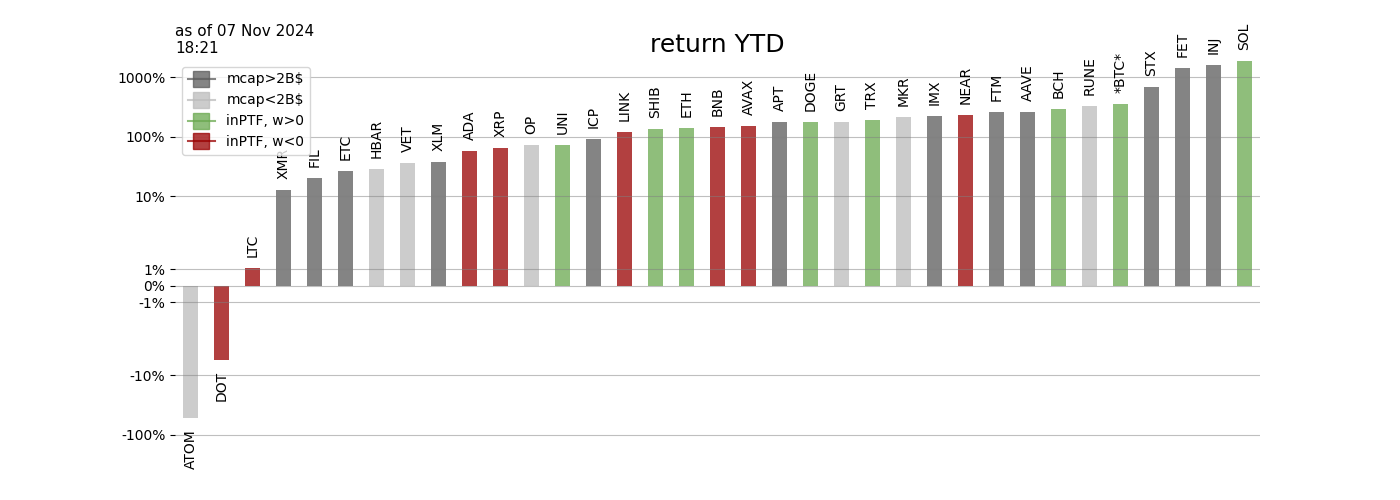 as of 07 Nov 2024
18:21
return YTD
mcap>2B$
mcap<2B$
inPTF, w>0
inPTF, w<0
1000%
100%
10%
1%
0%
-1%
-10%
-100%
ATOM
DOT
LTC
XMR
FIL
ETC
HBAR
VET
XLM
ADA
XRP
OP
UNI
ICP
LINK
SHIB
ETH
BNB
AVAX
APT
DOGE
GRT
TRX
MKR
IMX
NEAR
FTM
AAVE
BCH
RUNE
*BTC*
STX
FET
INJ
SOL